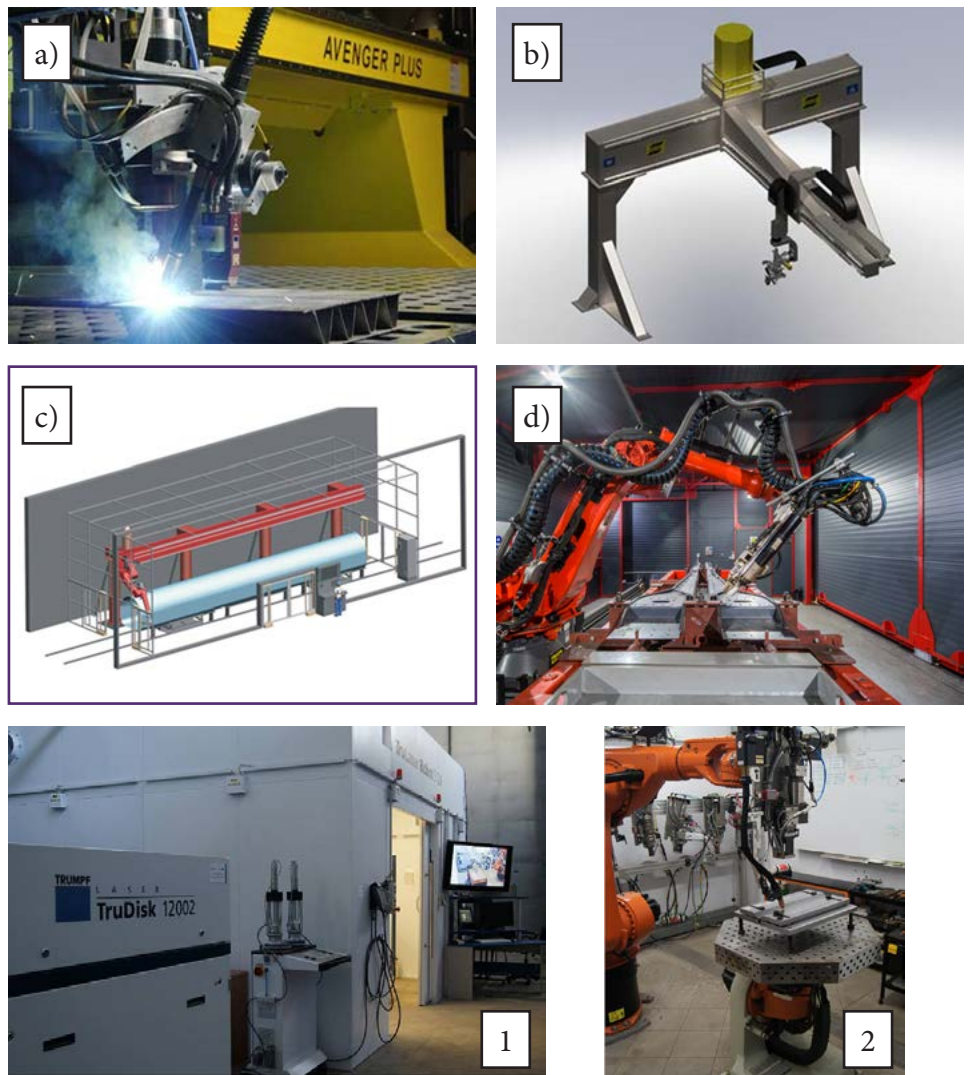 a)
AVENGER PLUS
b)
c)
d)
TRUMPF
LASER
TruDisk 12002
1
2